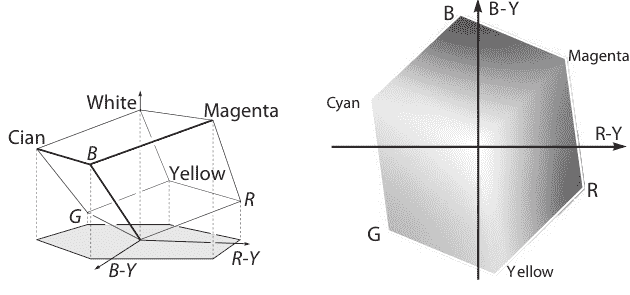 White
Magenta
Cian
B
Yellow
G
R
B-Y
R-Y
B
B-Y
Magenta
Cyan
R-Y
R
G
Yellow